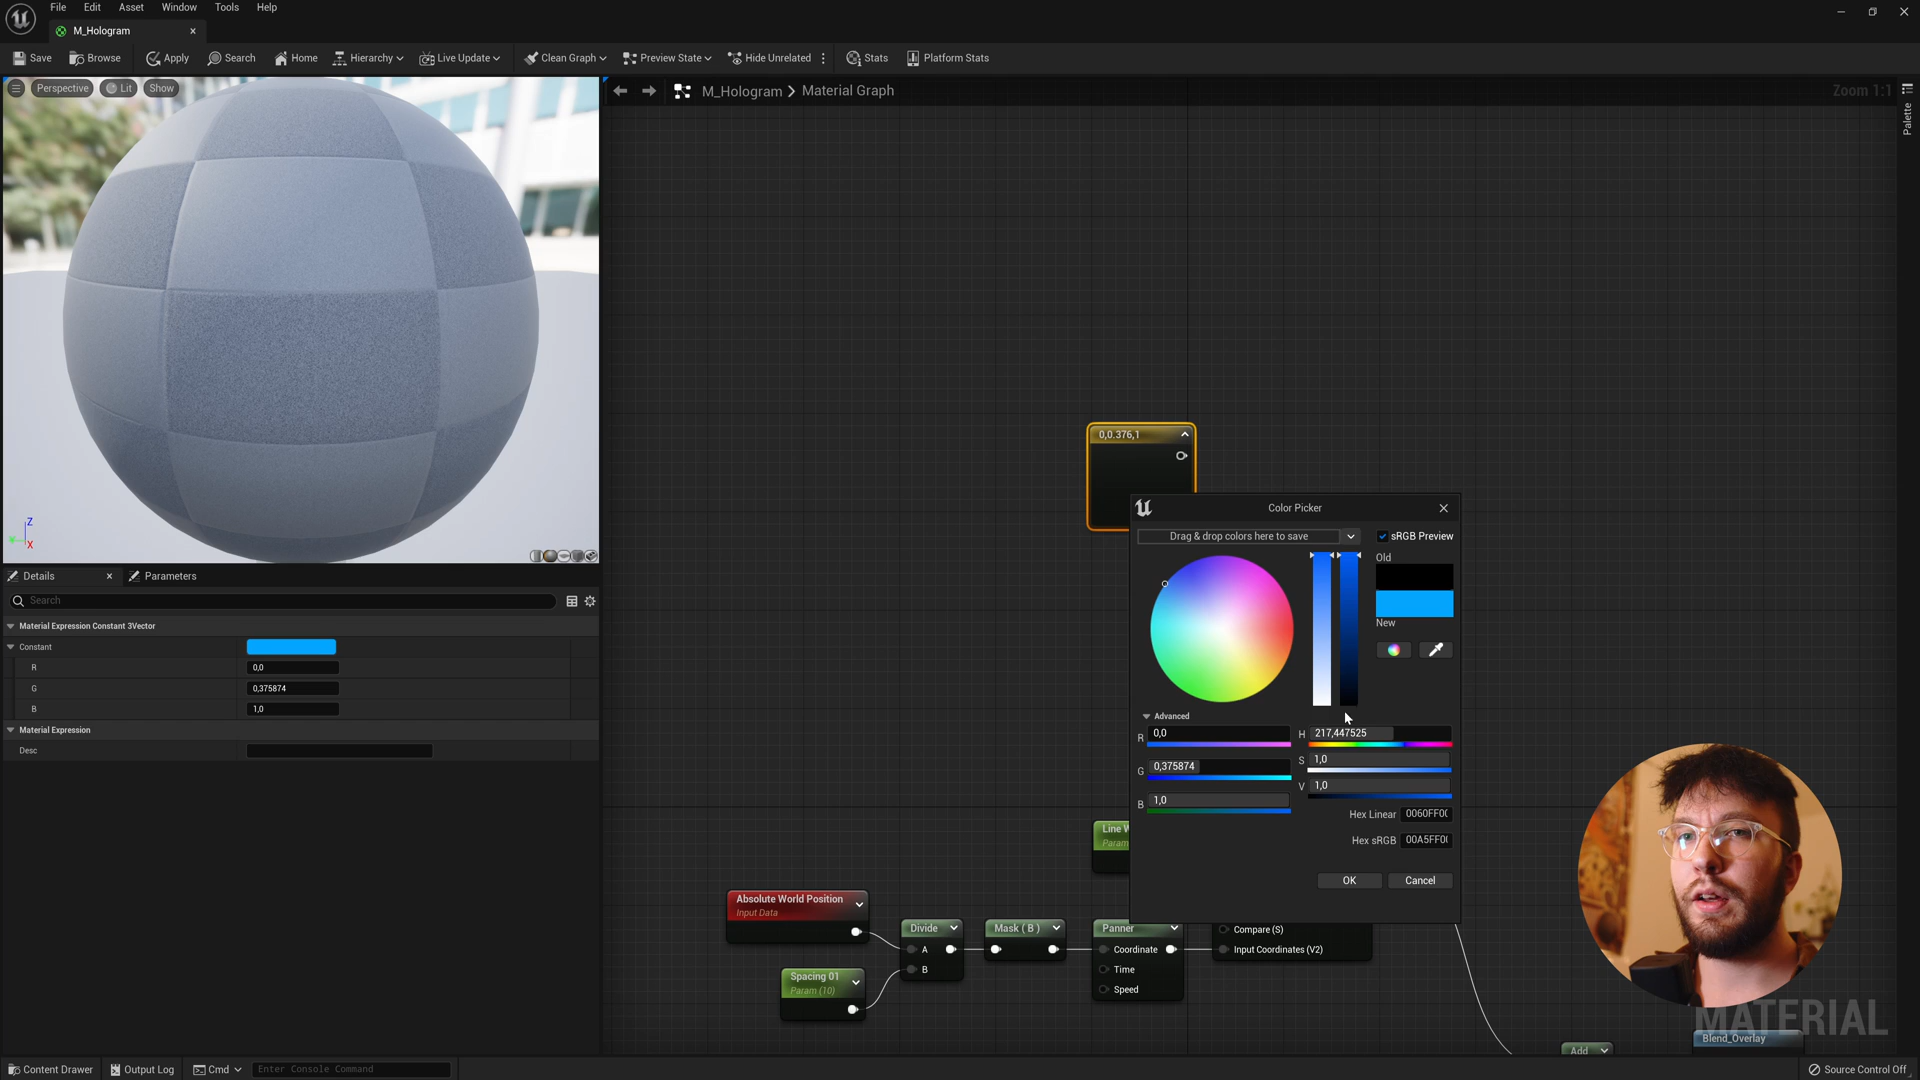 File Edit Asset Window Tools Help
M_Hologram
Save Browse Apply Search Home Hierarchy Live Update Clean Graph Preview State Hide Unrelated Stats Platform Stats
Perspective Lit Show
M_Hologram > Material Graph
Zoom 1:1
Palette
0,0.376,1
Color Picker
Drag & drop colors here to save
sRGB Preview
Old
New
Advanced
R 0,0
H 217,447525
G 0,375874
S 1,0
B 1,0
V 1,0
Hex Linear 0060FF0
Hex sRGB 00A5FF0
OK Cancel
Z
X
Details Parameters
Search
Material Expression Constant 3Vector
Constant
R 0,0
G 0,375874
B 1,0
Material Expression
Desc
Line W
Param
Absolute World Position
Input Data
Divide
A
B
Mask ( B )
Panner
Coordinate
Time
Speed
Compare (S)
Input Coordinates (V2)
Spacing 01
Param (10)
Add
Blend_Overlay
MATERIAL
Content Drawer Output Log Cmd Enter Console Command Source Control Off